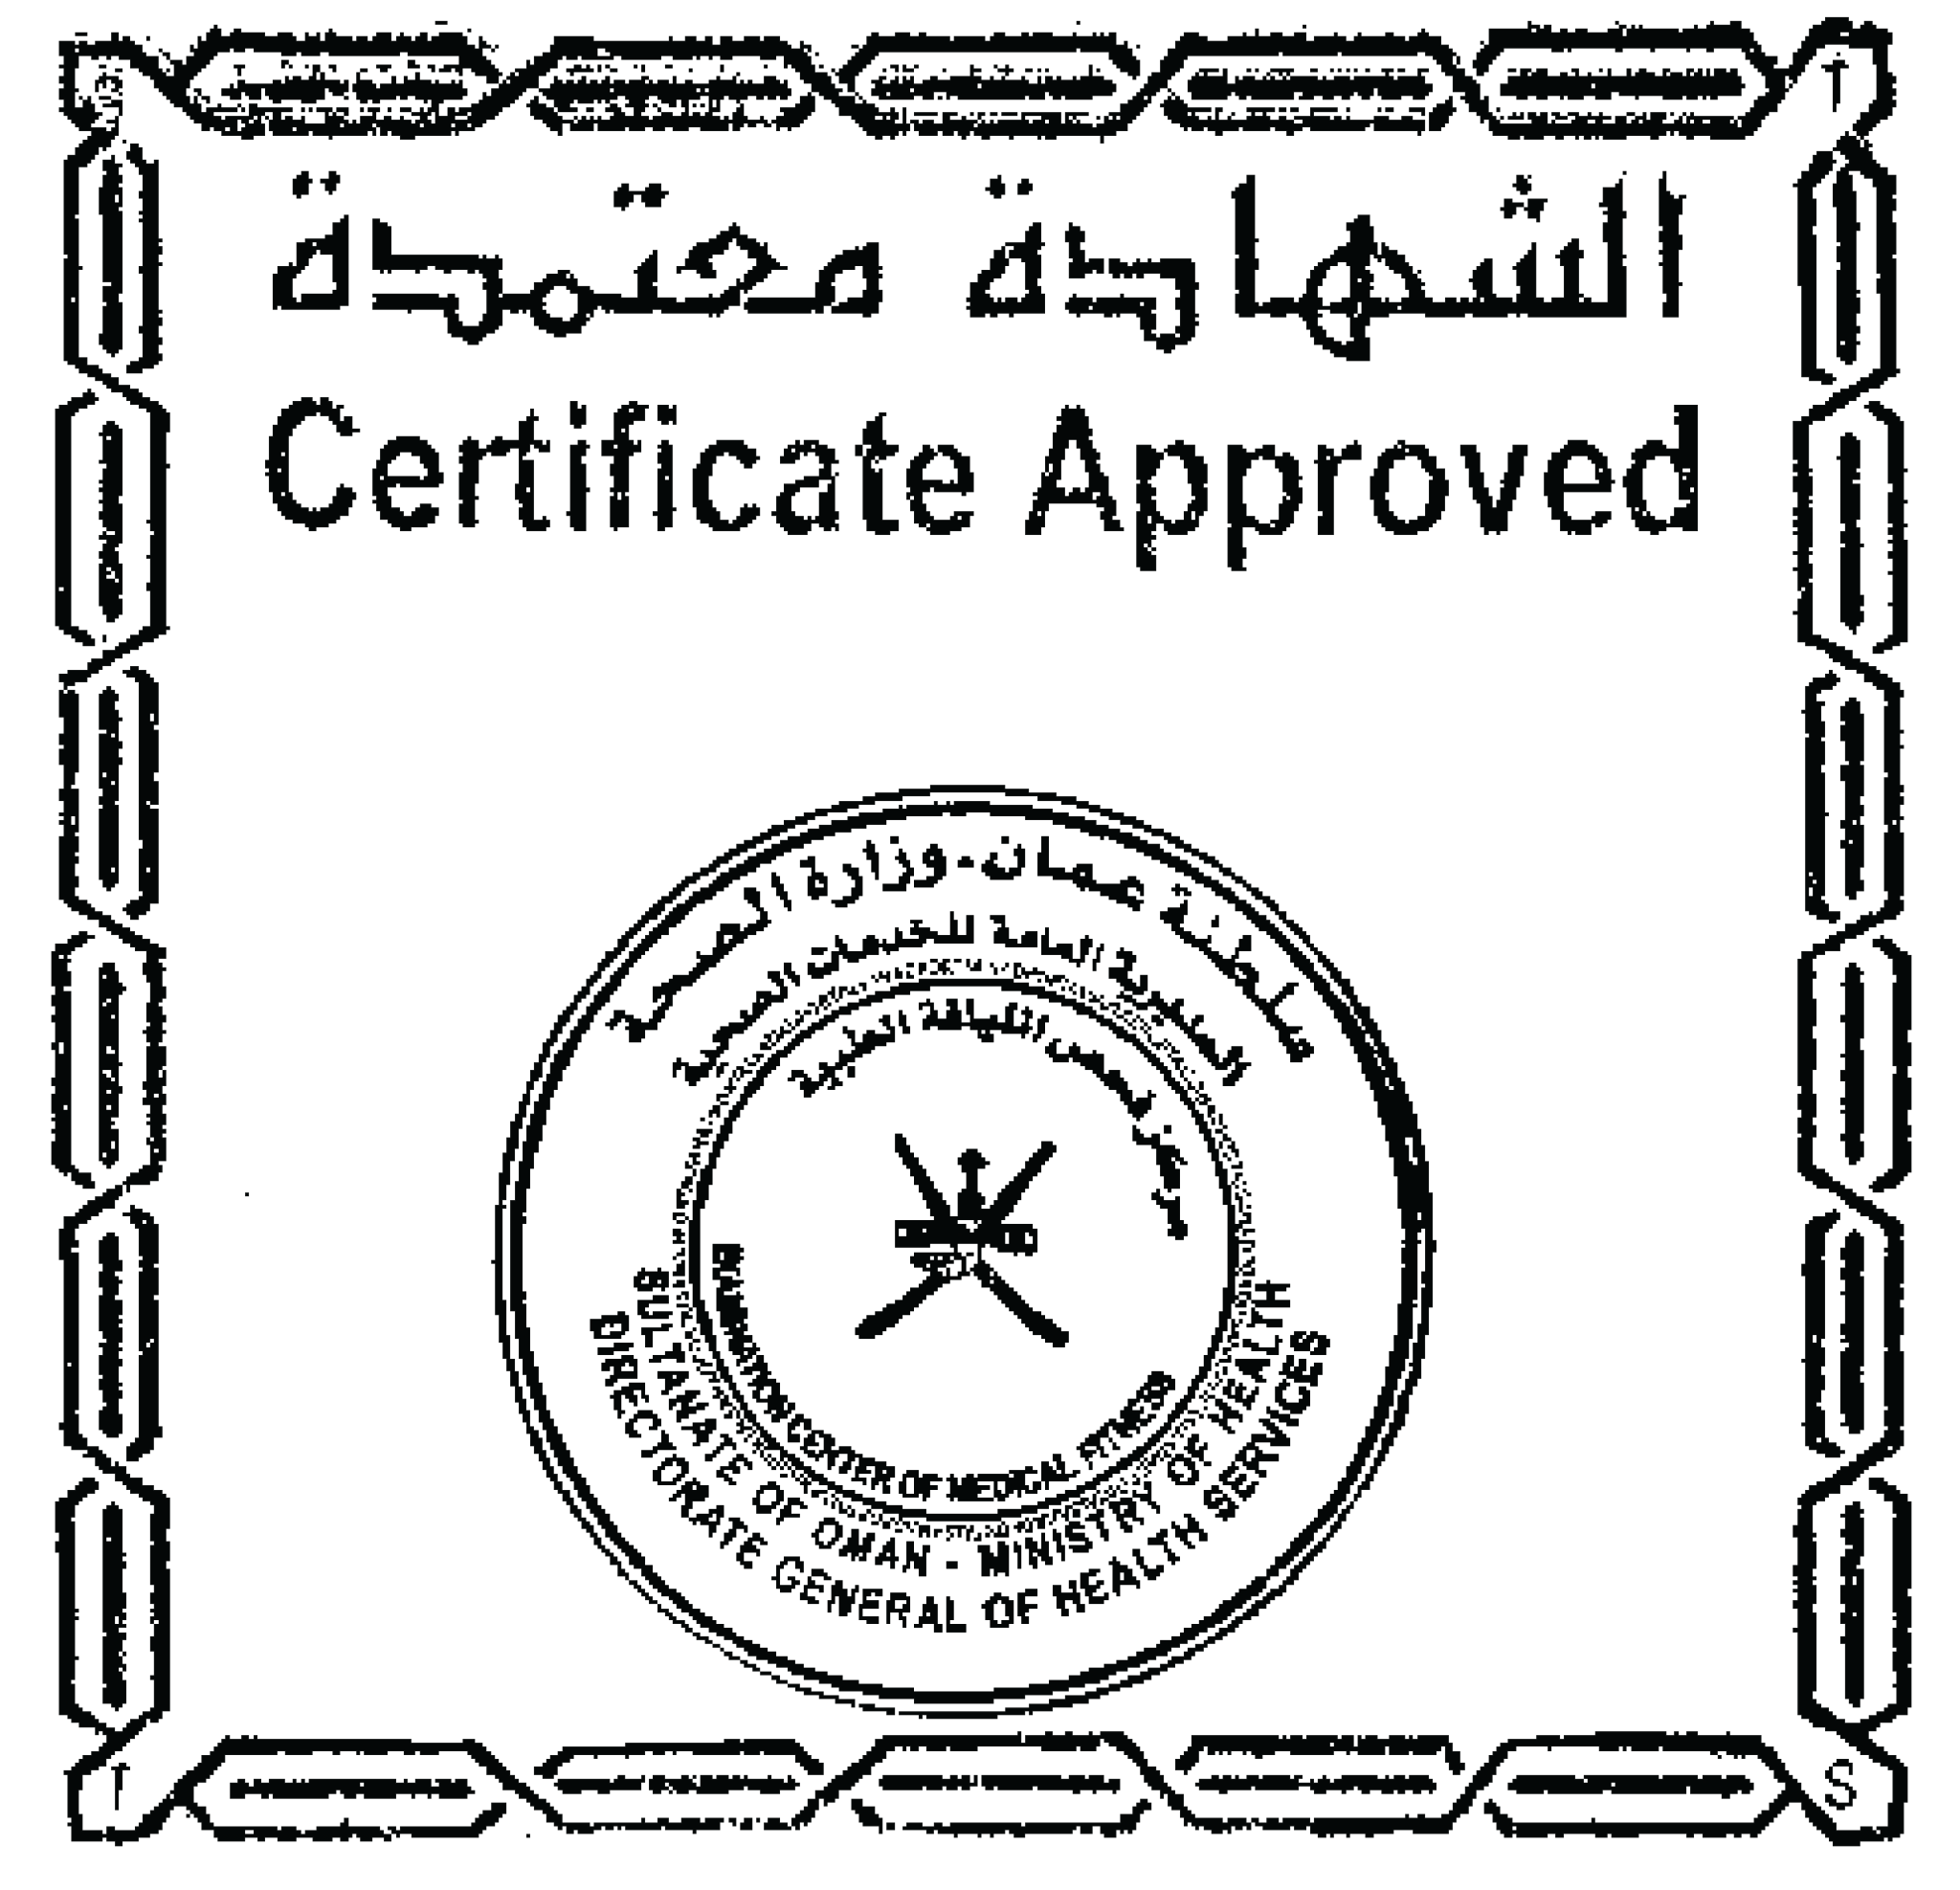 الشهادة معتمدة
Certificate Approved
سلطنة عمان - وزارة الصحة
المديرية العامة للخدمات الصحية
مركز فحص اللياقة الطبية
EXAMINATION CENTER OF MEDICAL FITNESS
SULTANATE OF OMAN - MINISTRY OF HEALTH
DIRECTORATE GENERAL OF HEALTH SERVICES